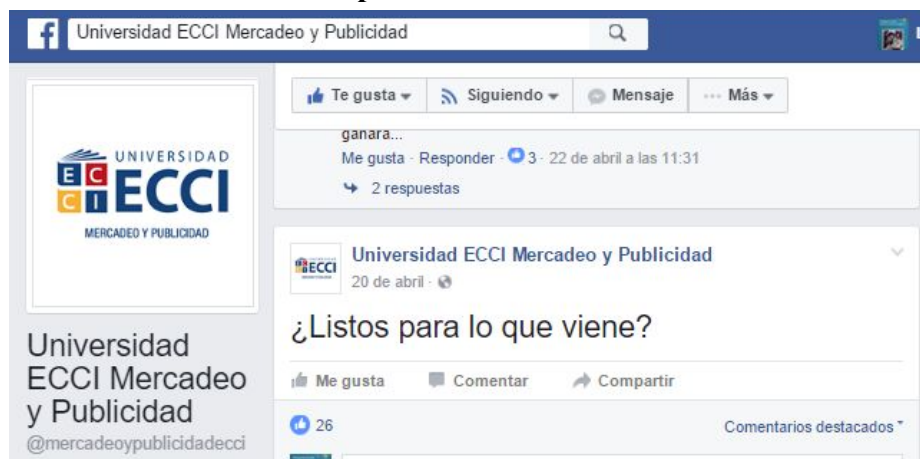 Universidad ECCI Mercadeo y Publicidad
Te gusta Siguiendo Mensaje ··· Más
ganara...
Me gusta · Responder · 3 · 22 de abril a las 11:31
2 respuestas
UNIVERSIDAD
ECCI
ECCI
MERCADEO Y PUBLICIDAD
Universidad
ECCI Mercadeo
y Publicidad
@mercadeoypublicidadecci
ECCI
Universidad ECCI Mercadeo y Publicidad
20 de abril ·
¿Listos para lo que viene?
Me gusta Comentar Compartir
26 Comentarios destacados